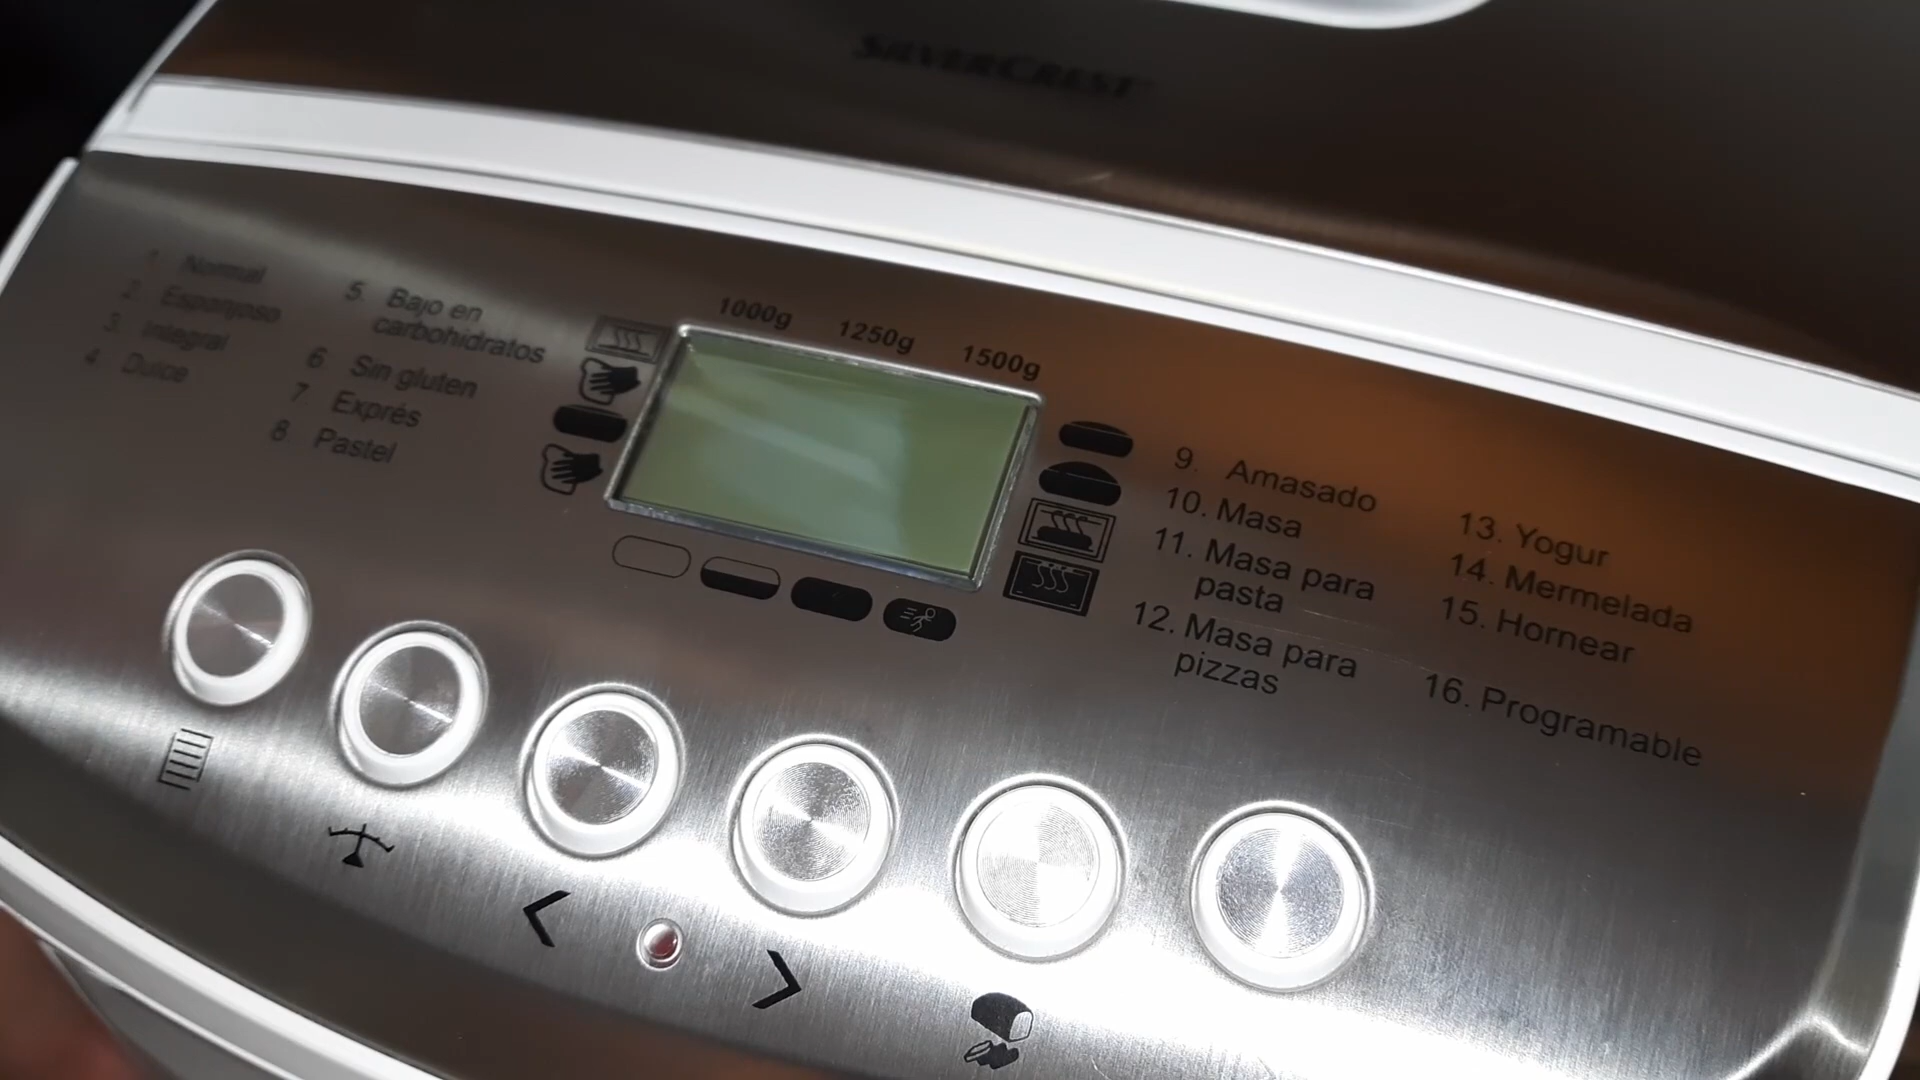 SILVERCREST
1 Normal
2. Esponjoso
3. Integral
4 Dulce
5 Bajo en
carbohidratos
6 Sin gluten
7 Exprés
8 Pastel
1000g 1250g 1500g
9. Amasado
10. Masa
11. Masa para
pasta
12. Masa para
pizzas
13. Yogur
14. Mermelada
15. Hornear
16. Programable